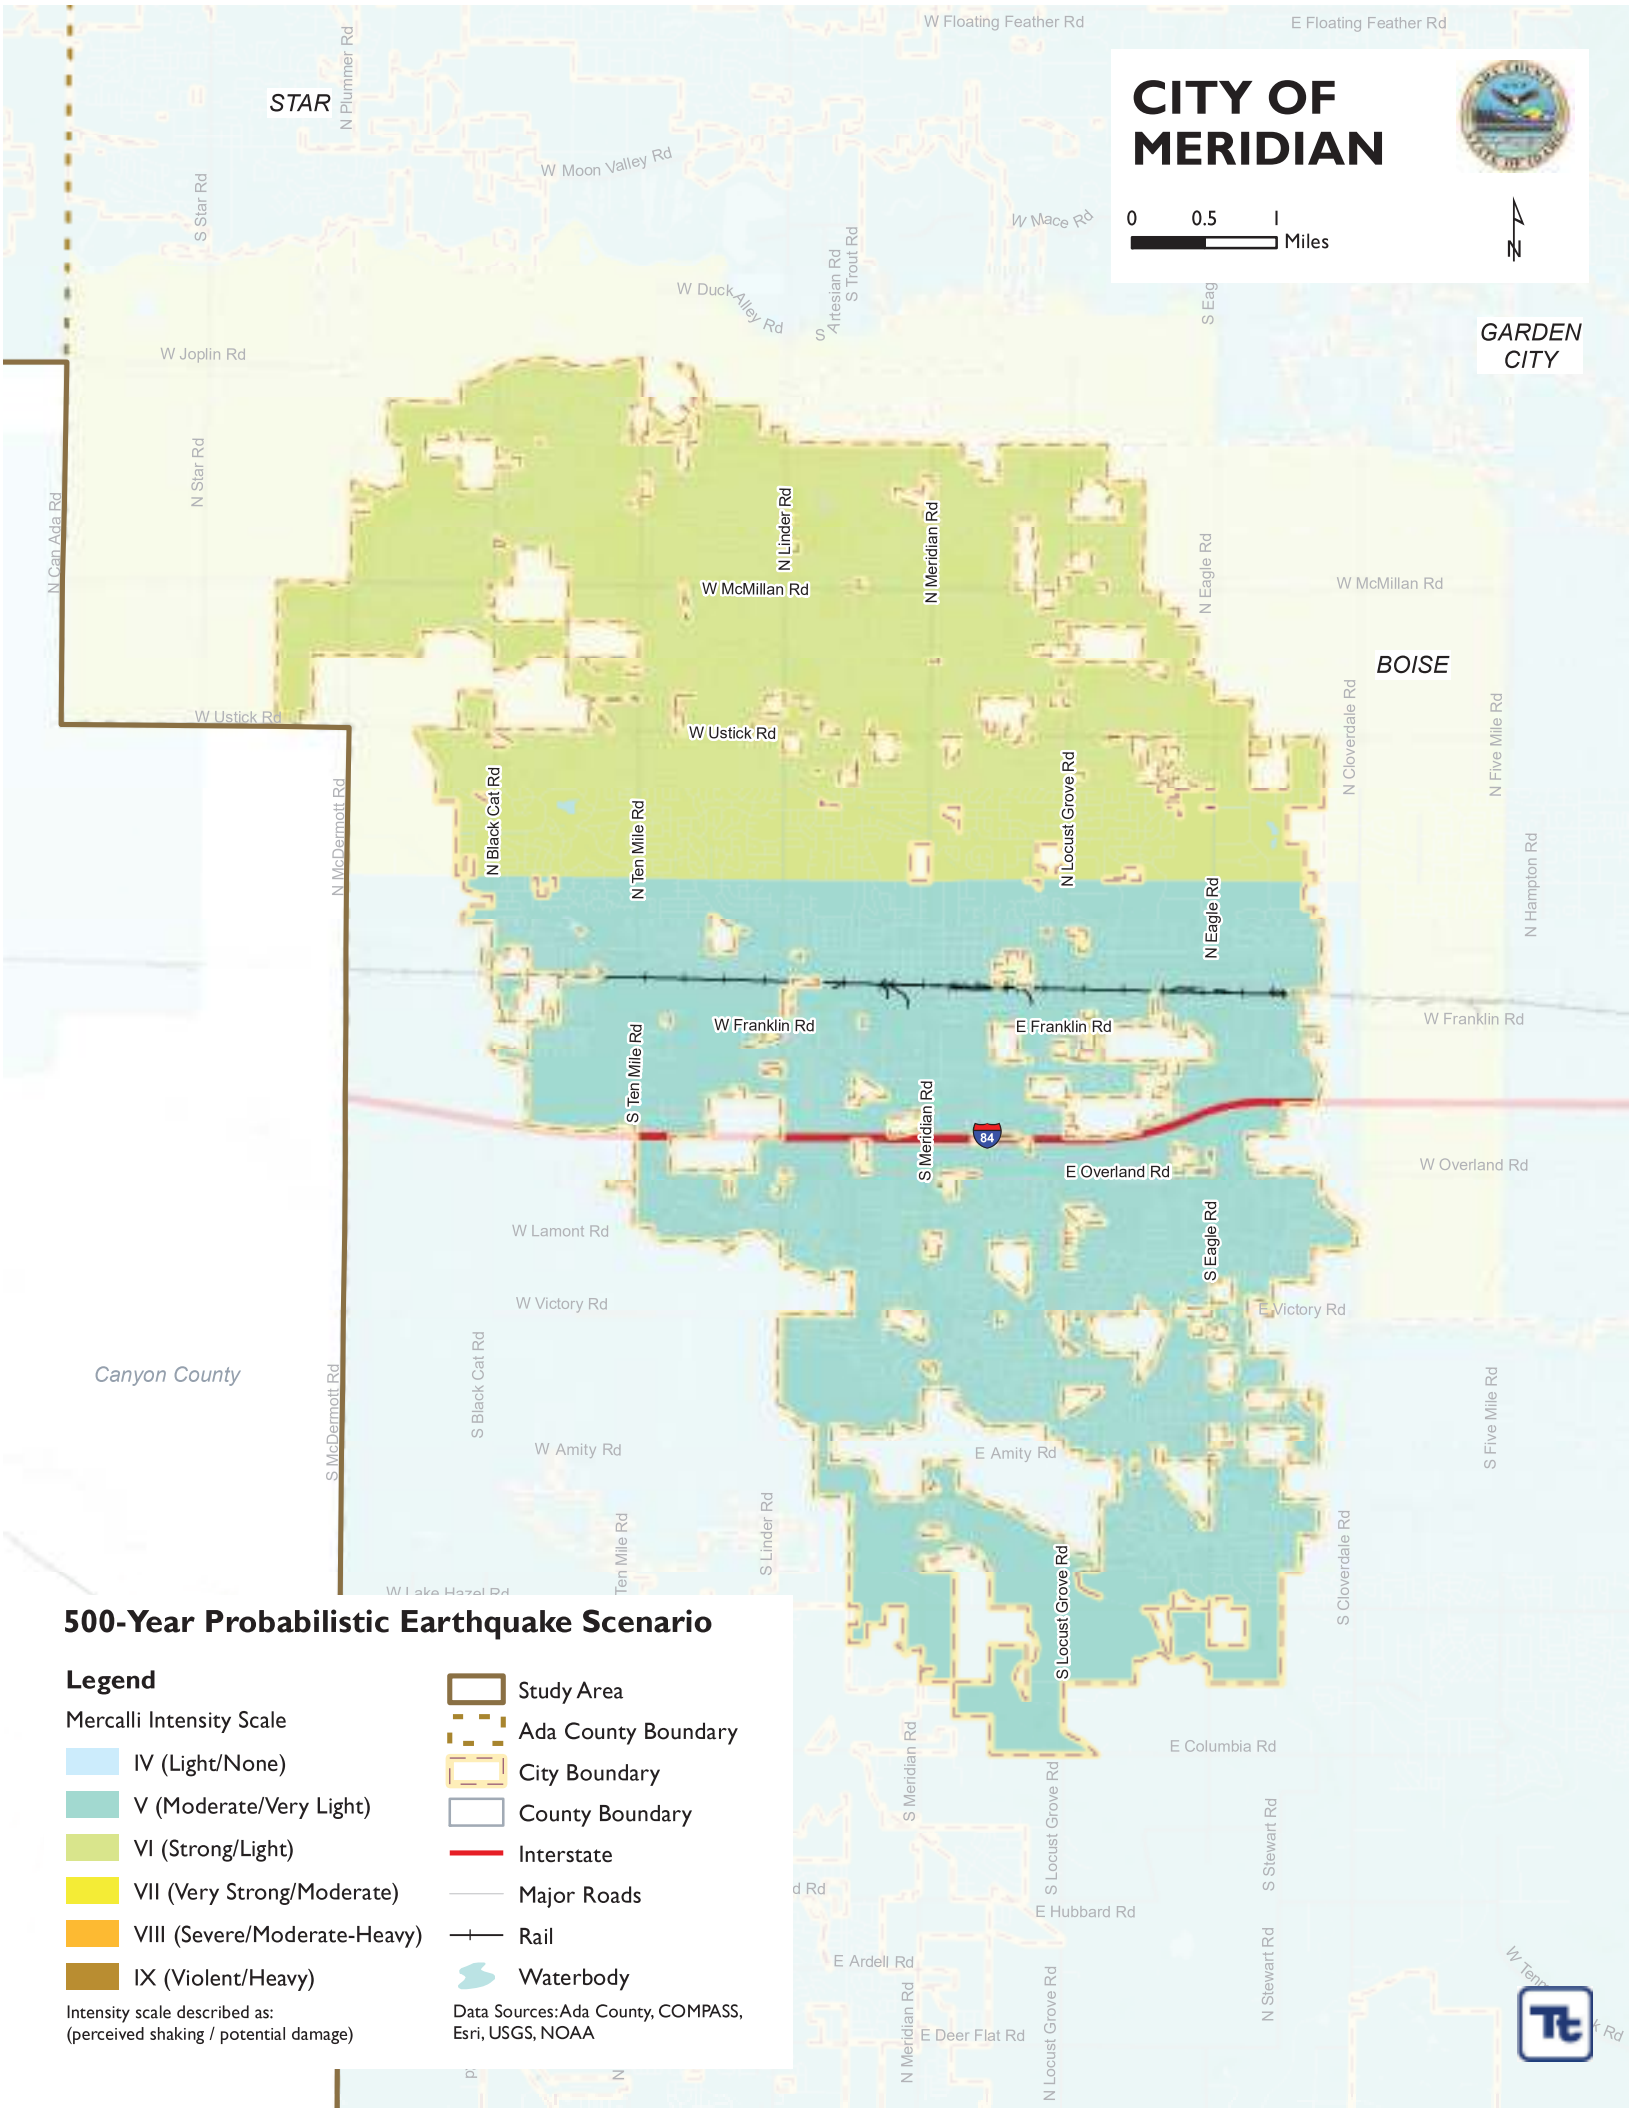 W Floating Feather Rd
E Floating Feather Rd
N Plummer Rd
STAR
CITY OF
MERIDIAN
W Moon Valley Rd
S Star Rd
W Mace Rd
0 0.5 1
Miles
N
S Trout Rd
S Artesian Rd
W Duck Alley Rd
S Eag
GARDEN
CITY
W Joplin Rd
N Star Rd
N Can Ada Rd
N Linder Rd
N Meridian Rd
N Eagle Rd
W McMillan Rd
W McMillan Rd
BOISE
W Ustick Rd
W Ustick Rd
N Cloverdale Rd
N Five Mile Rd
N McDermott Rd
N Black Cat Rd
N Ten Mile Rd
N Locust Grove Rd
N Eagle Rd
N Hampton Rd
W Franklin Rd
E Franklin Rd
W Franklin Rd
S Ten Mile Rd
S Meridian Rd
84
E Overland Rd
W Overland Rd
W Lamont Rd
S Eagle Rd
W Victory Rd
E Victory Rd
Canyon County
S McDermott Rd
S Black Cat Rd
S Five Mile Rd
W Amity Rd
E Amity Rd
Ten Mile Rd
S Linder Rd
S Locust Grove Rd
S Cloverdale Rd
W Lake Hazel Rd
500-Year Probabilistic Earthquake Scenario
Legend
Mercalli Intensity Scale
IV (Light/None)
V (Moderate/Very Light)
VI (Strong/Light)
VII (Very Strong/Moderate)
VIII (Severe/Moderate-Heavy)
IX (Violent/Heavy)
Intensity scale described as:
(perceived shaking / potential damage)
Study Area
Ada County Boundary
City Boundary
County Boundary
Interstate
Major Roads
Rail
Waterbody
Data Sources: Ada County, COMPASS,
Esri, USGS, NOAA
S Meridian Rd
S Locust Grove Rd
E Columbia Rd
S Stewart Rd
d Rd
E Hubbard Rd
E Ardell Rd
N Stewart Rd
N Meridian Rd
E Deer Flat Rd
N Locust Grove Rd
N
Tt
k Rd